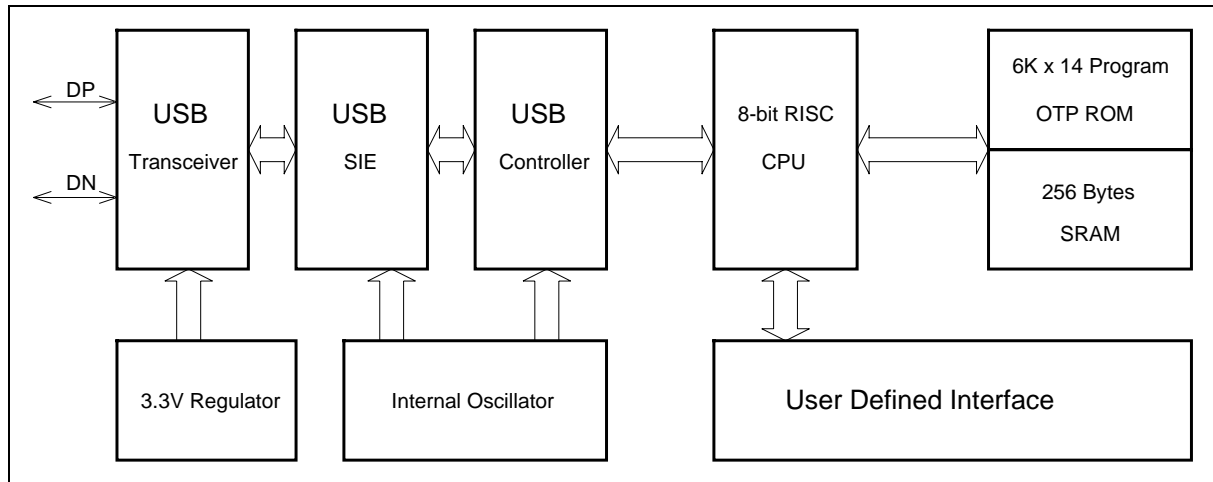 DP
DN
USB
Transceiver
USB
SIE
USB
Controller
8-bit RISC
CPU
6K x 14 Program
OTP ROM
256 Bytes
SRAM
3.3V Regulator
Internal Oscillator
User Defined Interface